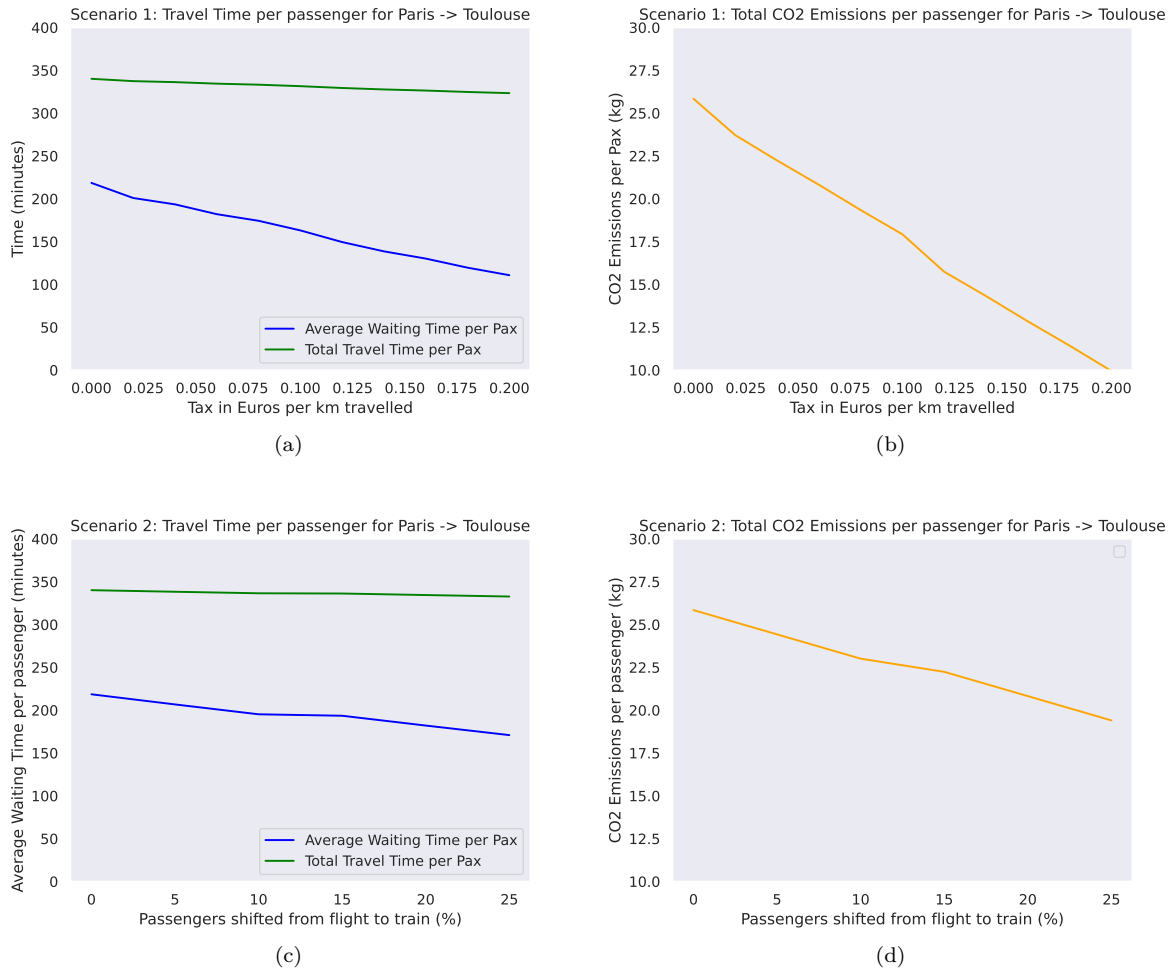 Scenario 1: Travel Time per passenger for Paris -> Toulouse
400
350
300
250
200
150
100
50
0
Time (minutes)
Average Waiting Time per Pax
Total Travel Time per Pax
0.000 0.025 0.050 0.075 0.100 0.125 0.150 0.175 0.200
Tax in Euros per km travelled
(a)
Scenario 1: Total CO2 Emissions per passenger for Paris -> Toulouse
30.0
27.5
25.0
22.5
20.0
17.5
15.0
12.5
10.0
CO2 Emissions per Pax (kg)
0.000 0.025 0.050 0.075 0.100 0.125 0.150 0.175 0.200
Tax in Euros per km travelled
(b)
Scenario 2: Travel Time per passenger for Paris -> Toulouse
400
350
300
250
200
150
100
50
0
Average Waiting Time per passenger (minutes)
Average Waiting Time per Pax
Total Travel Time per Pax
0 5 10 15 20 25
Passengers shifted from flight to train (%)
(c)
Scenario 2: Total CO2 Emissions per passenger for Paris -> Toulouse
30.0
27.5
25.0
22.5
20.0
17.5
15.0
12.5
10.0
CO2 Emissions per passenger (kg)
0 5 10 15 20 25
Passengers shifted from flight to train (%)
(d)